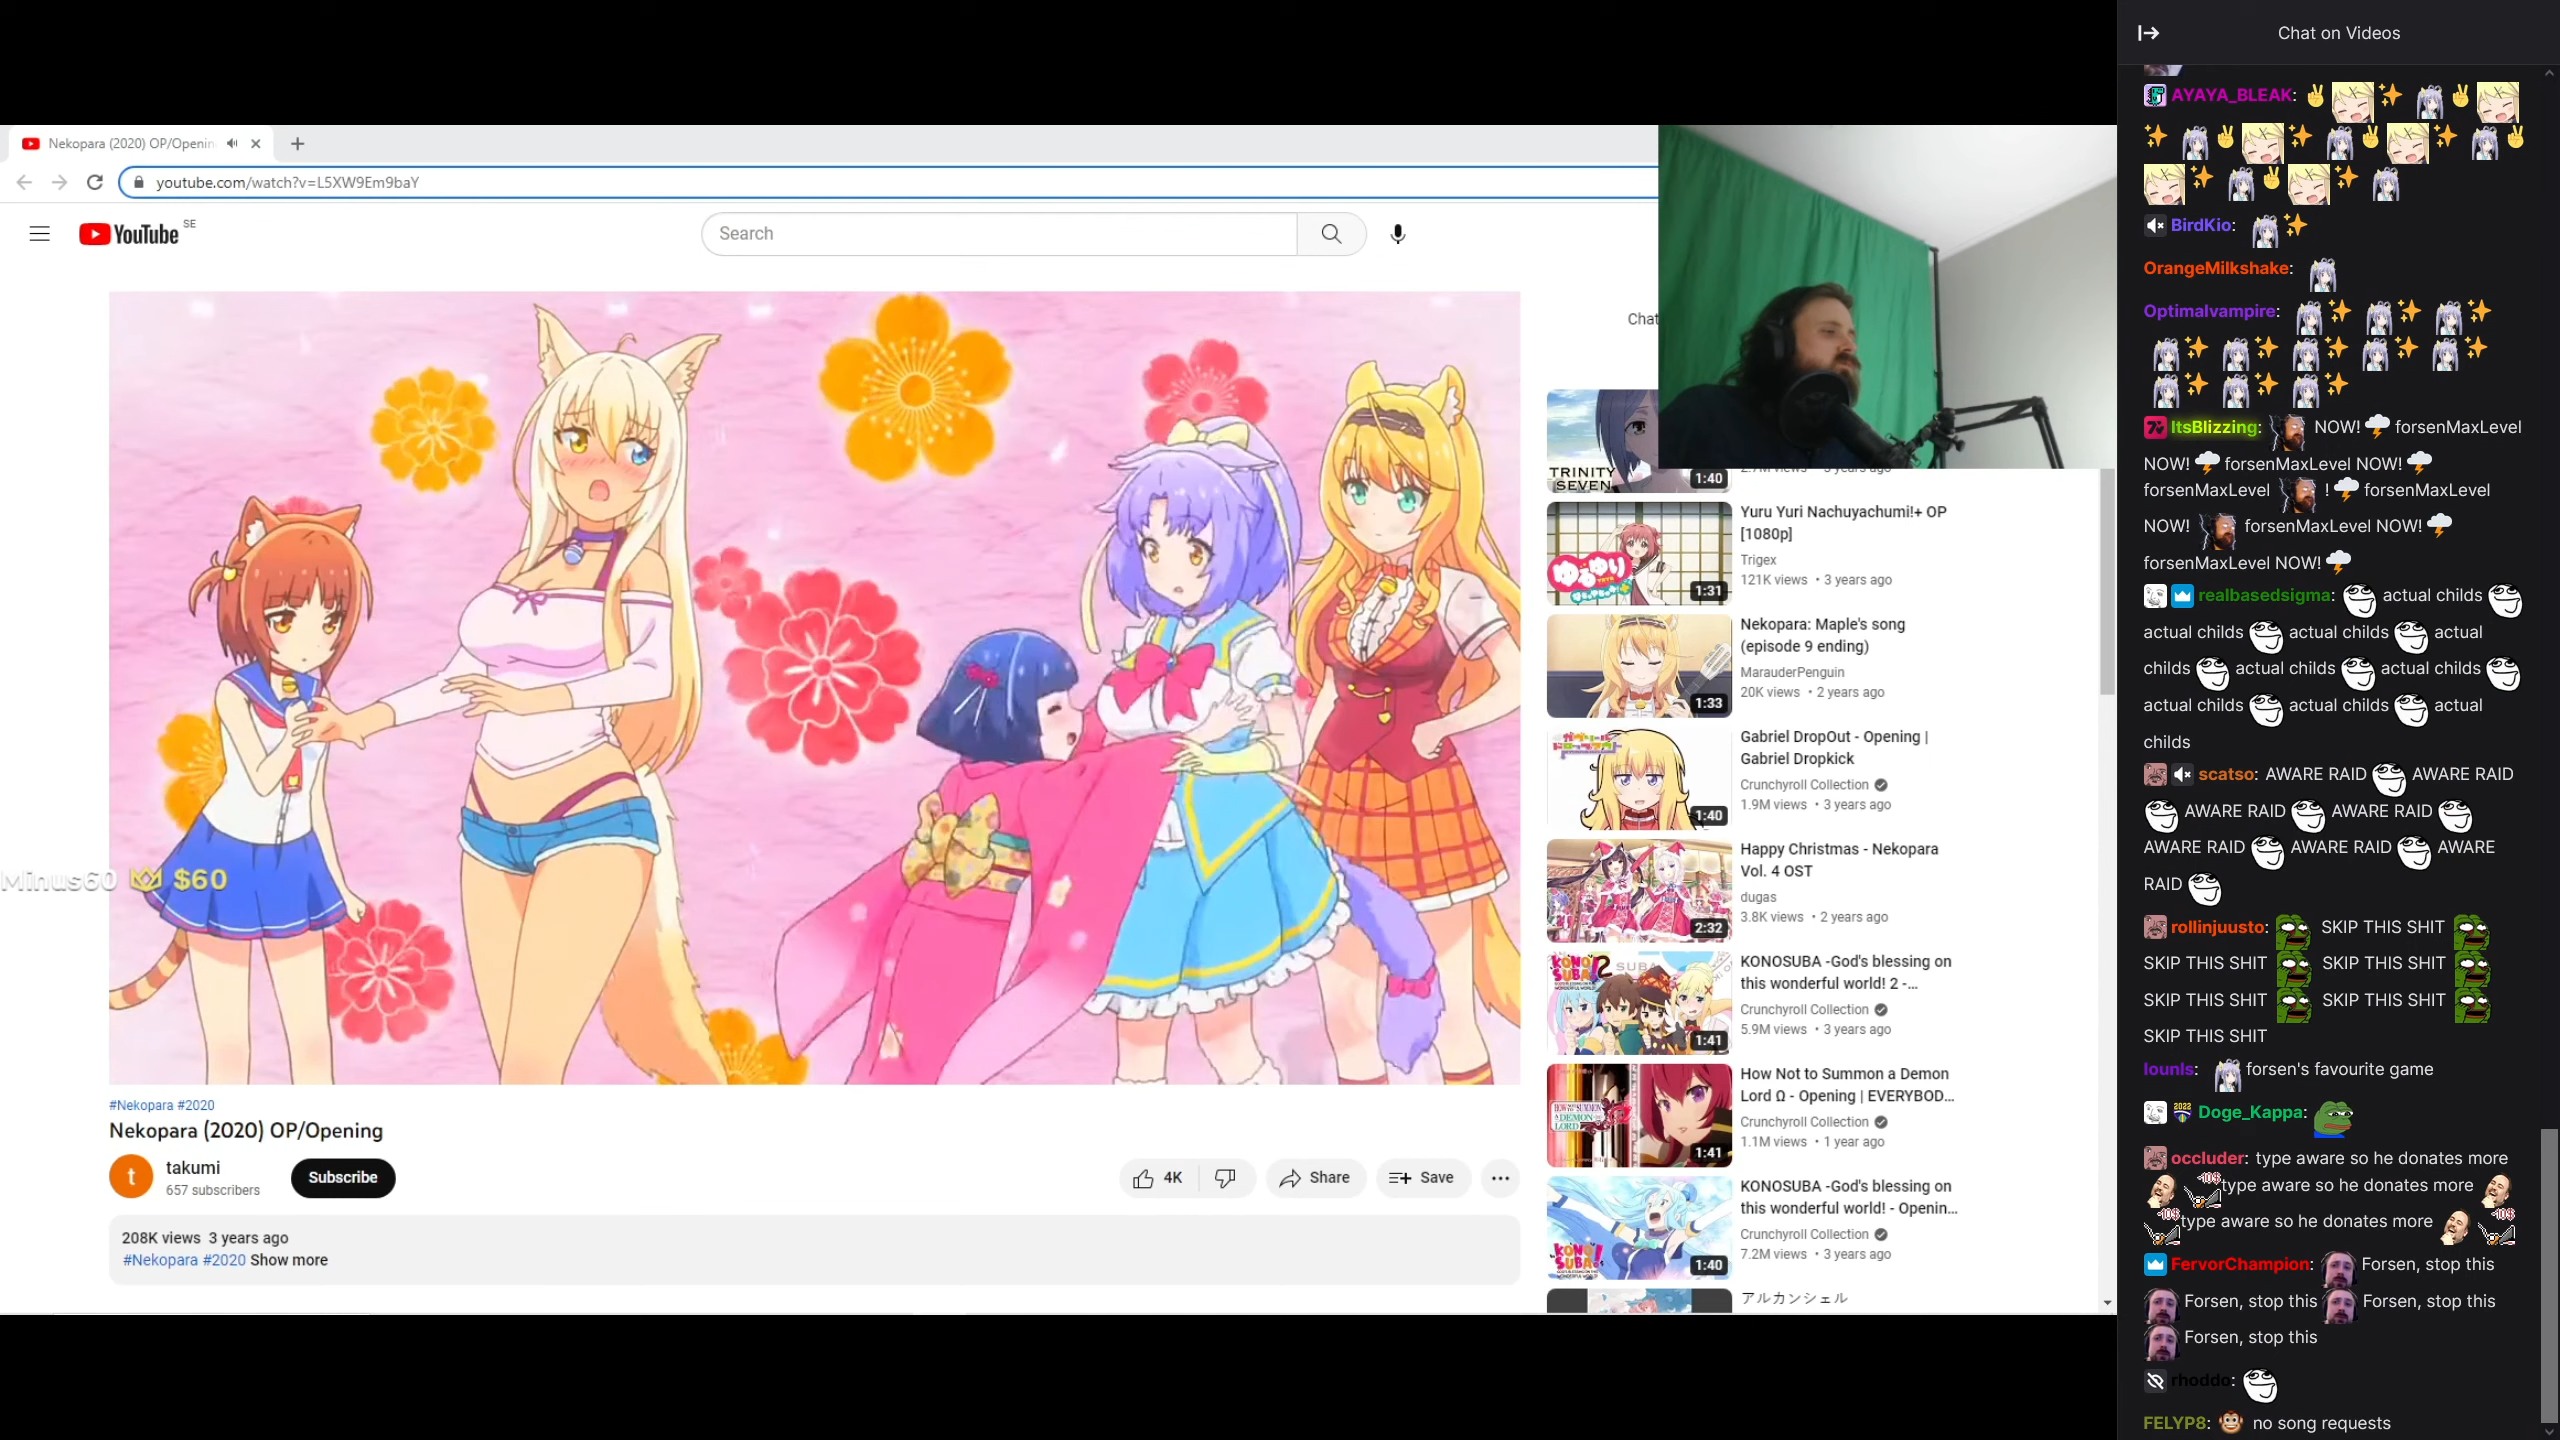 Nekopara (2020) OP/Openin
youtube.com/watch?v=L5XW9Em9baY
YouTube SE
Search
Chat
TRINITY
SEVEN
1:40
Yuru Yuri Nachuyachumi!+ OP
[1080p]
Trigex
121K views • 3 years ago
ゆるゆり
1:31
Nekopara: Maple's song
(episode 9 ending)
MarauderPenguin
20K views • 2 years ago
1:33
Gabriel DropOut - Opening |
Gabriel Dropkick
Crunchyroll Collection
1.9M views • 3 years ago
1:40
Happy Christmas - Nekopara
Vol. 4 OST
dugas
3.8K views • 2 years ago
2:32
KONOSUBA -God's blessing on
this wonderful world! 2 -...
Crunchyroll Collection
5.9M views • 3 years ago
1:41
How Not to Summon a Demon
Lord Ω - Opening | EVERYBOD...
Crunchyroll Collection
1.1M views • 1 year ago
1:41
KONOSUBA -God's blessing on
this wonderful world! - Openin...
Crunchyroll Collection
7.2M views • 3 years ago
1:40
アルカンシェル
Minus60 $60
#Nekopara #2020
Nekopara (2020) OP/Opening
t
takumi
657 subscribers
Subscribe
4K
Share
Save
208K views 3 years ago
#Nekopara #2020 Show more
Chat on Videos
AYAYA_BLEAK:
BirdKio:
OrangeMilkshake:
Optimalvampire:
ItsBlizzing: NOW! forsenMaxLevel
NOW! forsenMaxLevel NOW!
forsenMaxLevel ! forsenMaxLevel
NOW! forsenMaxLevel NOW!
forsenMaxLevel NOW!
realbasedsigma: actual childs
actual childs actual childs actual
childs actual childs actual childs
actual childs actual childs actual
childs
scatso: AWARE RAID AWARE RAID
AWARE RAID AWARE RAID
AWARE RAID AWARE RAID AWARE
RAID
rollinjuusto: SKIP THIS SHIT
SKIP THIS SHIT SKIP THIS SHIT
SKIP THIS SHIT SKIP THIS SHIT
SKIP THIS SHIT
lounls: forsen's favourite game
Doge_Kappa:
occluder: type aware so he donates more
type aware so he donates more
type aware so he donates more
FervorChampion: Forsen, stop this
Forsen, stop this Forsen, stop this
Forsen, stop this
rhoddo:
FELYP8: no song requests